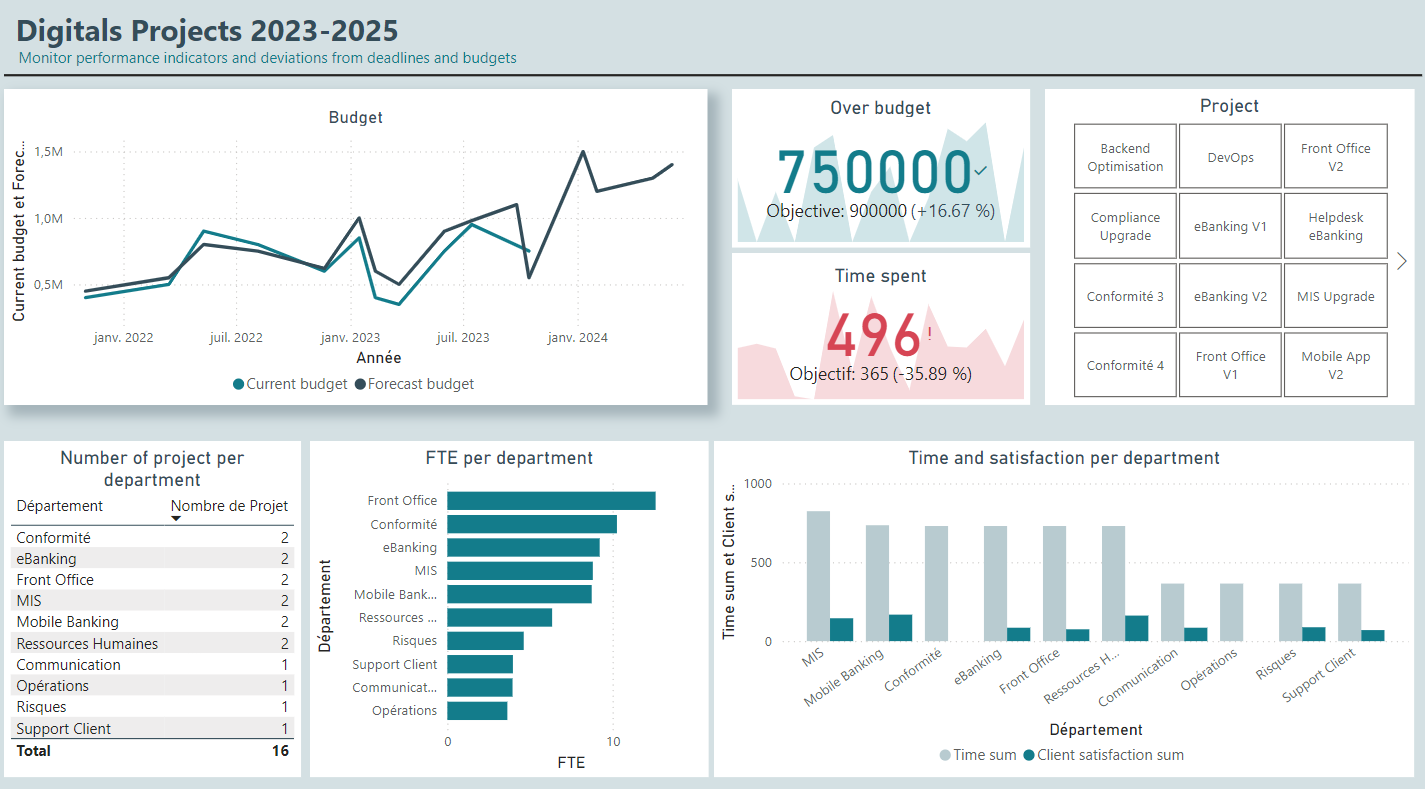 Digitals Projects 2023-2025
Monitor performance indicators and deviations from deadlines and budgets
Budget
Current budget et Forec...
1,5M
1,0M
0,5M
janv. 2022
juil. 2022
janv. 2023
juil. 2023
janv. 2024
Année
Current budget
Forecast budget
Over budget
750000
Objective: 900000 (+16.67 %)
Time spent
496 !
Objectif: 365 (-35.89 %)
Project
Backend
Optimisation
DevOps
Front Office
V2
Compliance
Upgrade
eBanking V1
Helpdesk
eBanking
Conformité 3
eBanking V2
MIS Upgrade
Conformité 4
Front Office
V1
Mobile App
V2
Number of project per
department
Département Nombre de Projet
Conformité 2
eBanking 2
Front Office 2
MIS 2
Mobile Banking 2
Ressources Humaines 2
Communication 1
Opérations 1
Risques 1
Support Client 1
Total 16
FTE per department
Département
Front Office
Conformité
eBanking
MIS
Mobile Bank...
Ressources ...
Risques
Support Client
Communicat...
Opérations
0
10
FTE
Time and satisfaction per department
Time sum et Client s...
1000
500
0
MIS
Mobile Banking
Conformité
eBanking
Front Office
Ressources H...
Communication
Opérations
Risques
Support Client
Département
Time sum
Client satisfaction sum